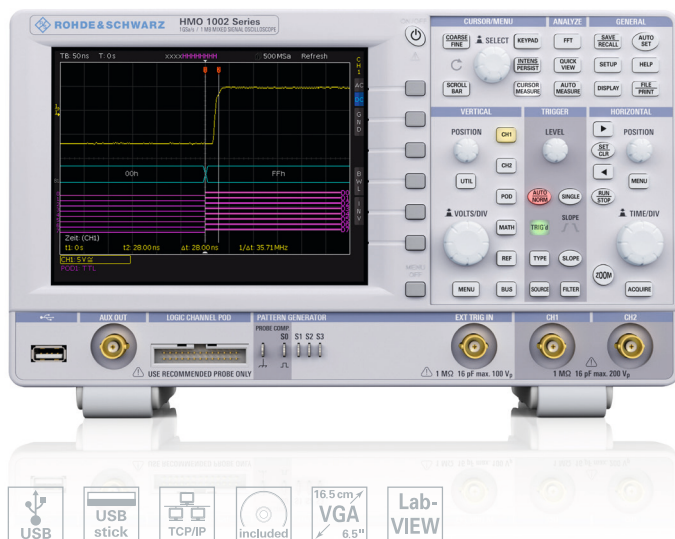 ROHDE&SCHWARZ HMO 1002 Series
1GSa/s / 1 MB MIXED SIGNAL OSCILLOSCOPE
ON/OFF
CURSOR/MENU ANALYZE GENERAL
COARSE FINE SELECT KEYPAD FFT SAVE RECALL AUTO SET
INTENS PERSIST QUICK VIEW SETUP HELP
SCROLL BAR CURSOR MEASURE AUTO MEASURE DISPLAY FILE PRINT
VERTICAL TRIGGER HORIZONTAL
POSITION CH1 LEVEL POSITION
SET CLR
CH2
UTIL MENU
POD AUTO NORM SINGLE RUN STOP
VOLTS/DIV MATH TRIG'd SLOPE TIME/DIV
REF TYPE SLOPE
ZOOM
MENU BUS SOURCE FILTER ACQUIRE
MENU OFF
TB: 50ns T: 0s xxxxHHHHHHHH 500MSa Refresh
CH1
AC
DC
GND
BWL
INV
00h FFh
Zeit (CH1)
t1: 0s t2: 28.00ns Δt: 28.00ns 1/Δt: 35.71MHz
CH1: 5V
POD1: TTL
AUX OUT LOGIC CHANNEL POD PATTERN GENERATOR EXT TRIG IN CH1 CH2
PROBE COMP.
S0 S1 S2 S3
USE RECOMMENDED PROBE ONLY
1 MΩ 16 pF max. 100 Vp
1 MΩ 16 pF max. 200 Vp
USB
USB stick
TCP/IP
included
16.5 cm VGA 6.5"
Lab-VIEW